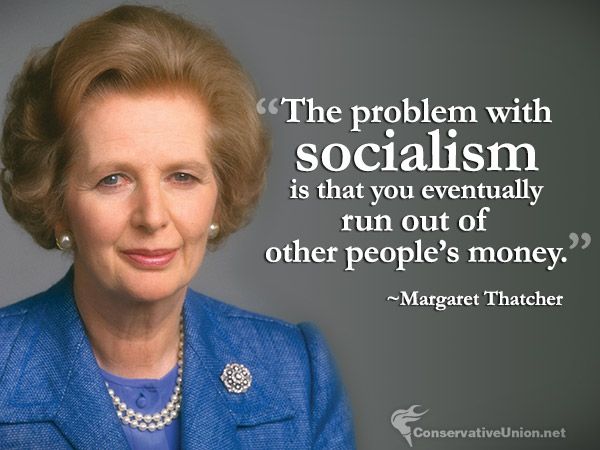 “The problem with
socialism
is that you eventually
run out of
other people’s money.”
~Margaret Thatcher
ConservativeUnion.net